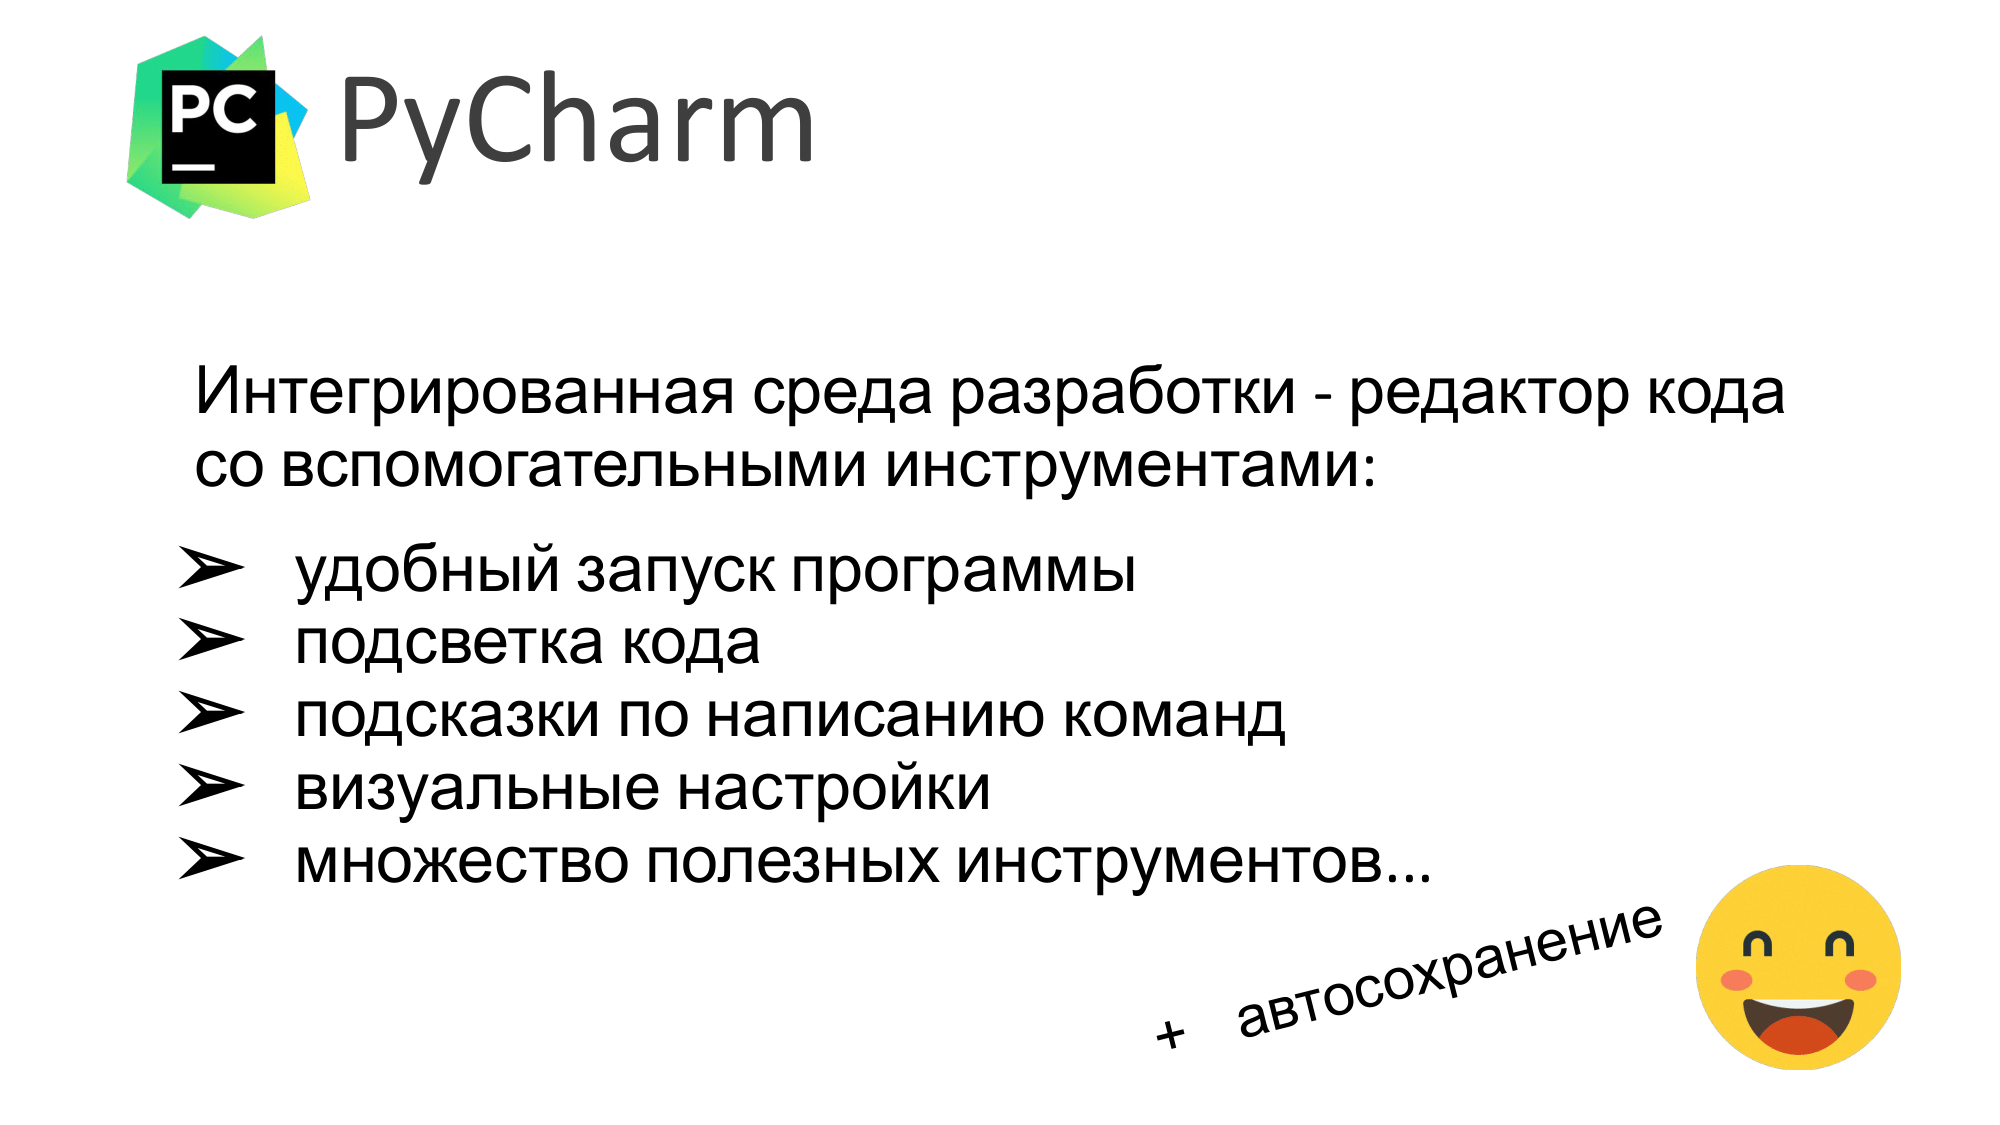 PC
PyCharm
Интегрированная среда разработки - редактор кода
со вспомогательными инструментами:
➢ удобный запуск программы
➢ подсветка кода
➢ подсказки по написанию команд
➢ визуальные настройки
➢ множество полезных инструментов...
+ автосохранение